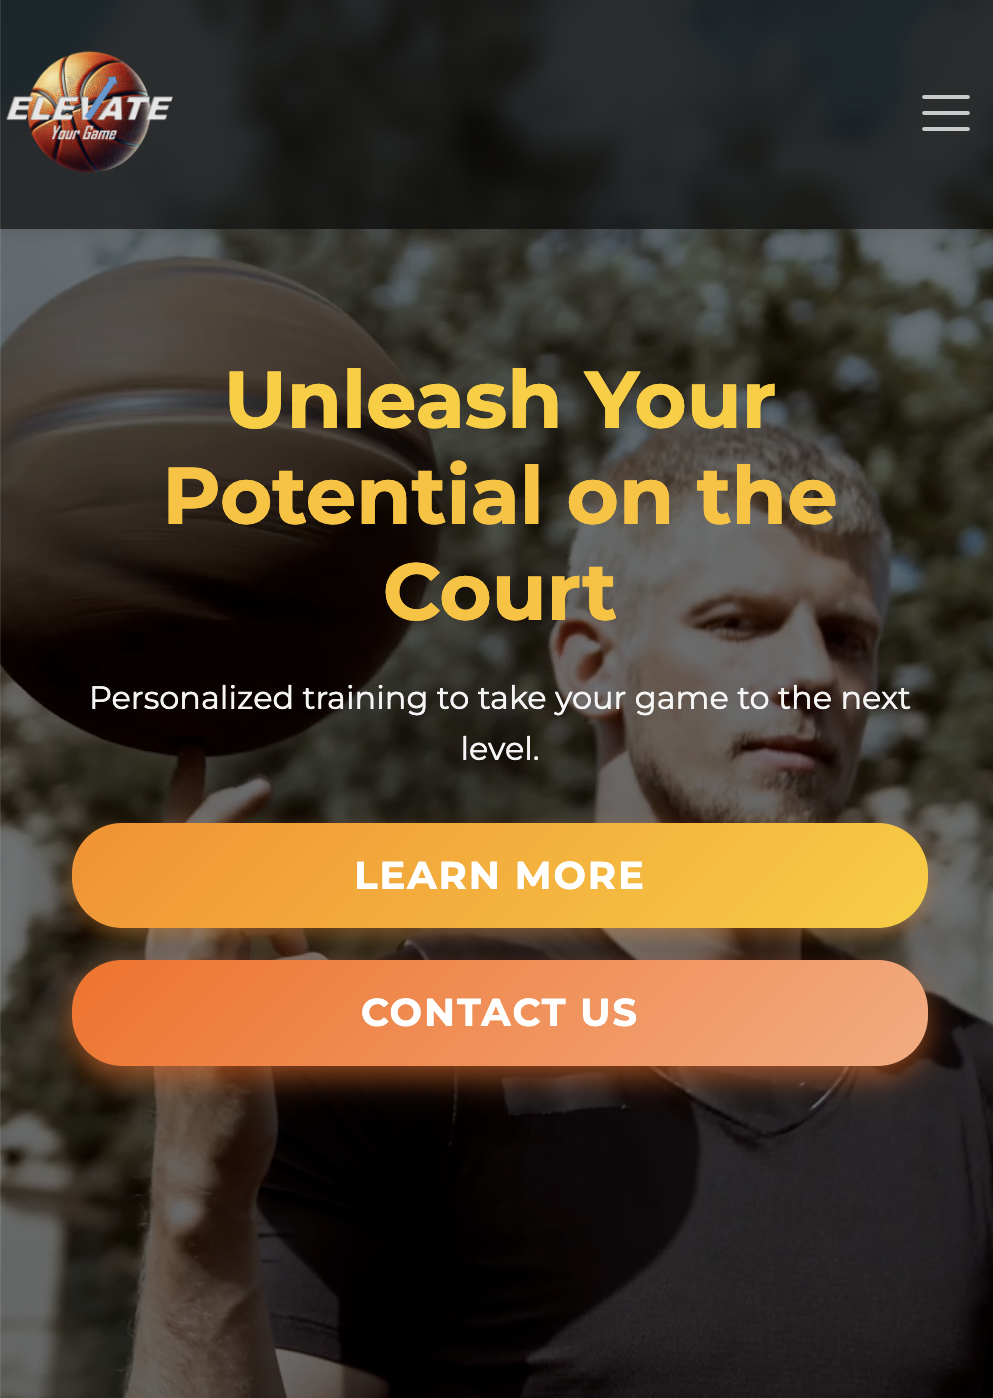 ELEVATE
Your Game
Unleash Your
Potential on the
Court
Personalized training to take your game to the next
level.
LEARN MORE
CONTACT US